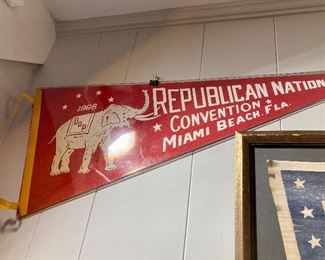 1968
GOP
REPUBLICAN NATION
CONVENTION
MIAMI BEACH. FLA.